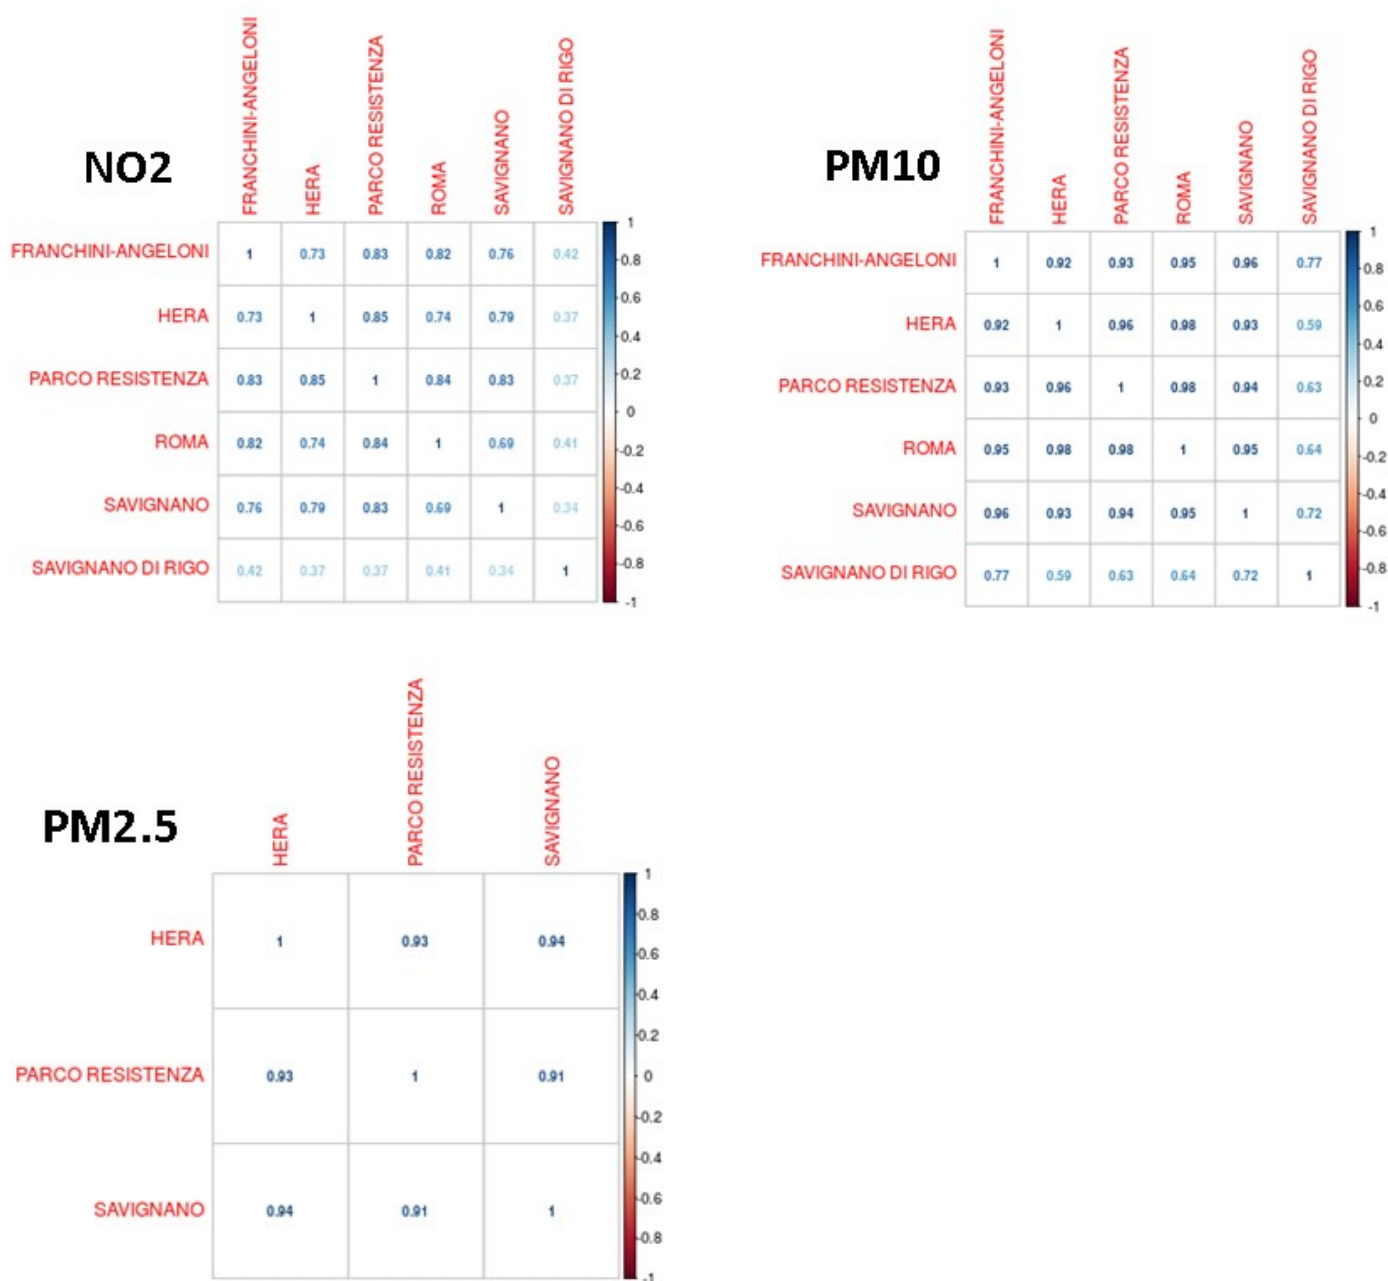 NO2
FRANCHINI-ANGELONI
HERA
PARCO RESISTENZA
ROMA
SAVIGNANO
SAVIGNANO DI RIGO
FRANCHINI-ANGELONI 1 0.73 0.83 0.82 0.76 0.42
HERA 0.73 1 0.85 0.74 0.79 0.37
PARCO RESISTENZA 0.83 0.85 1 0.84 0.83 0.37
ROMA 0.82 0.74 0.84 1 0.69 0.41
SAVIGNANO 0.76 0.79 0.83 0.69 1 0.34
SAVIGNANO DI RIGO 0.42 0.37 0.37 0.41 0.34 1
1
0.8
0.6
0.4
0.2
0
-0.2
-0.4
-0.6
-0.8
-1
PM10
FRANCHINI-ANGELONI
HERA
PARCO RESISTENZA
ROMA
SAVIGNANO
SAVIGNANO DI RIGO
FRANCHINI-ANGELONI 1 0.92 0.93 0.95 0.96 0.77
HERA 0.92 1 0.96 0.98 0.93 0.59
PARCO RESISTENZA 0.93 0.96 1 0.98 0.94 0.63
ROMA 0.95 0.98 0.98 1 0.95 0.64
SAVIGNANO 0.96 0.93 0.94 0.95 1 0.72
SAVIGNANO DI RIGO 0.77 0.59 0.63 0.64 0.72 1
1
0.8
0.6
0.4
0.2
0
-0.2
-0.4
-0.6
-0.8
-1
PM2.5
HERA
PARCO RESISTENZA
SAVIGNANO
HERA 1 0.93 0.94
PARCO RESISTENZA 0.93 1 0.91
SAVIGNANO 0.94 0.91 1
1
0.8
0.6
0.4
0.2
0
-0.2
-0.4
-0.6
-0.8
-1